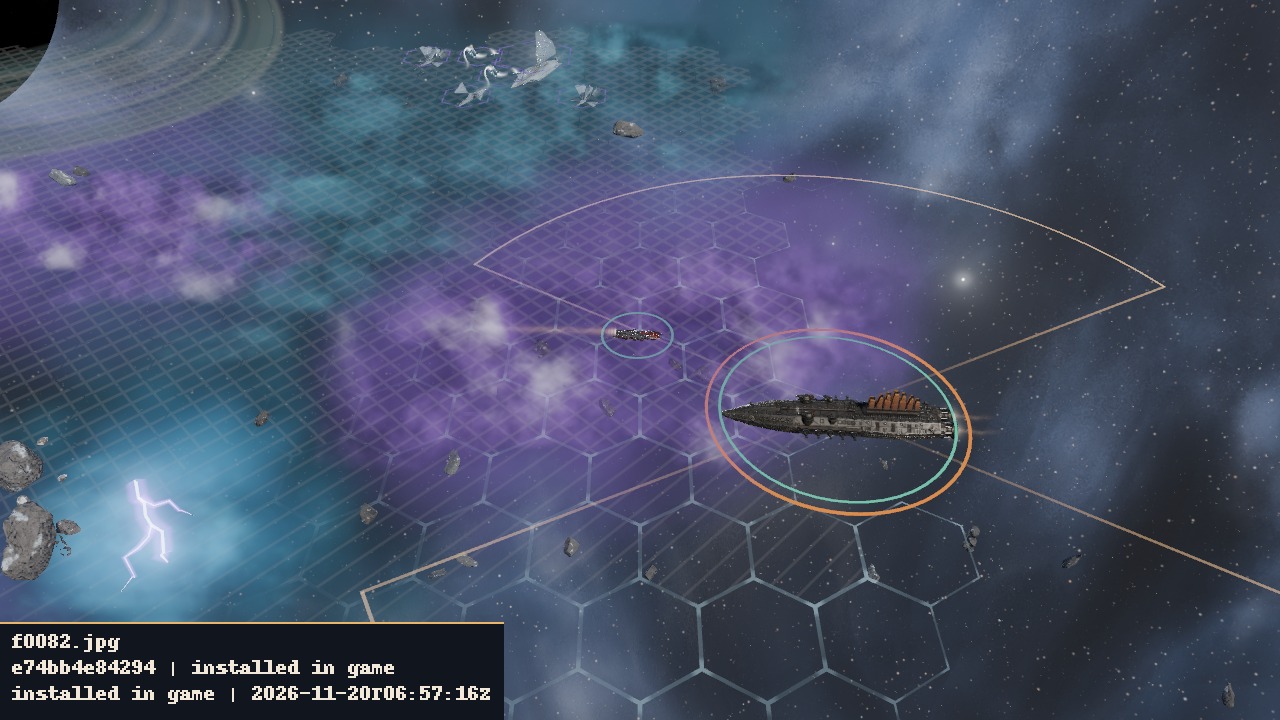 f0082.jpg
e74bb4e84294 | installed in game
installed in game | 2026-11-20T06:57:16Z